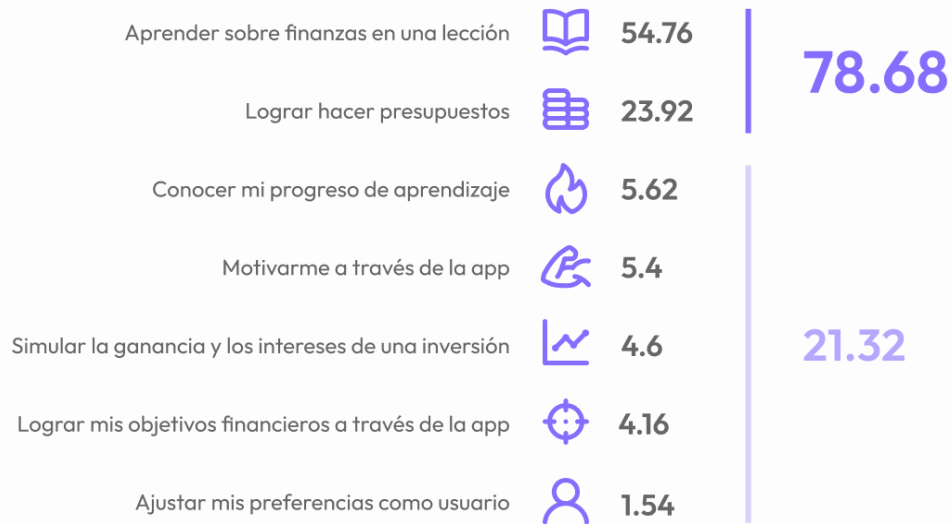 Aprender sobre finanzas en una lección 54.76
78.68
Lograr hacer presupuestos 23.92
Conocer mi progreso de aprendizaje 5.62
Motivarme a través de la app 5.4
Simular la ganancia y los intereses de una inversión 4.6
21.32
Lograr mis objetivos financieros a través de la app 4.16
Ajustar mis preferencias como usuario 1.54